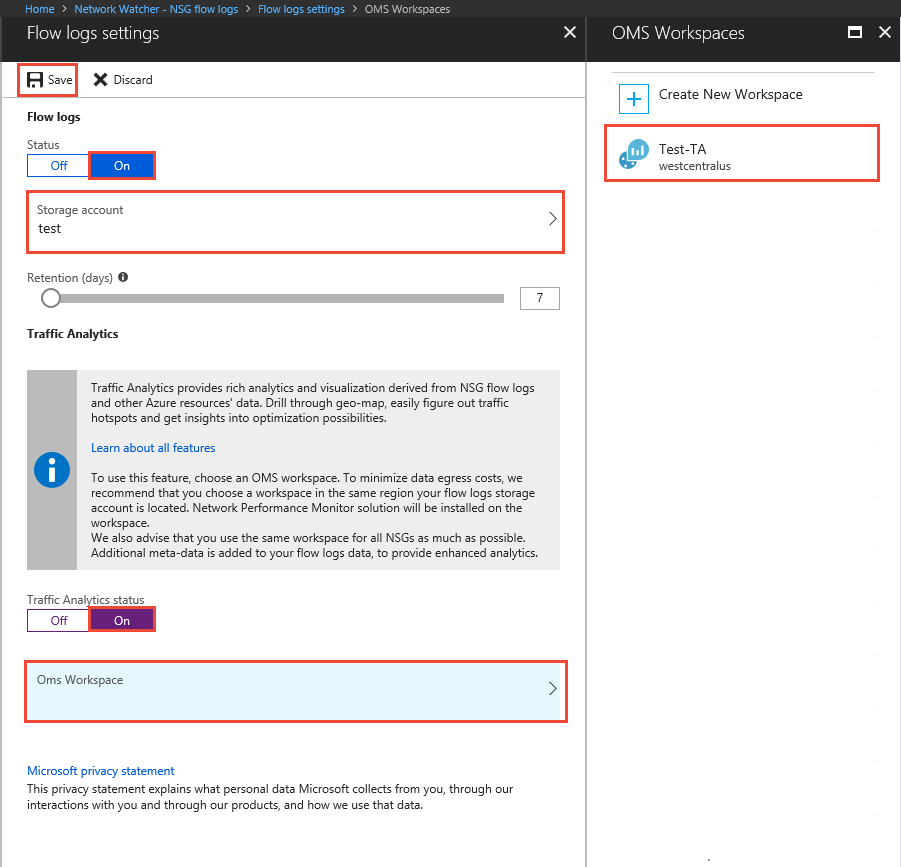 Home > Network Watcher - NSG flow logs > Flow logs settings > OMS Workspaces
Flow logs settings
Save
Discard
Flow logs
Status
Off
On
Storage account
test
Retention (days)
7
Traffic Analytics
Traffic Analytics provides rich analytics and visualization derived from NSG flow logs
and other Azure resources' data. Drill through geo-map, easily figure out traffic
hotspots and get insights into optimization possibilities.
Learn about all features
To use this feature, choose an OMS workspace. To minimize data egress costs, we
recommend that you choose a workspace in the same region your flow logs storage
account is located. Network Performance Monitor solution will be installed on the
workspace.
We also advise that you use the same workspace for all NSGs as much as possible.
Additional meta-data is added to your flow logs data, to provide enhanced analytics.
Traffic Analytics status
Off
On
Oms Workspace
Microsoft privacy statement
This privacy statement explains what personal data Microsoft collects from you, through our
interactions with you and through our products, and how we use that data.
OMS Workspaces
Create New Workspace
Test-TA
westcentralus